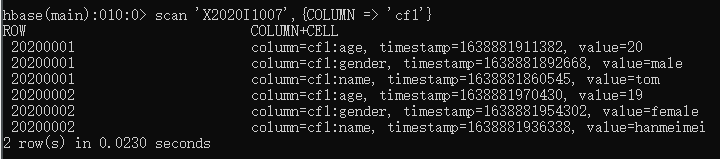 hbase(main):010:0> scan 'X2020I1007',{COLUMN => 'cf1'}
ROW COLUMN+CELL
20200001 column=cf1:age, timestamp=1638881911382, value=20
20200001 column=cf1:gender, timestamp=1638881892668, value=male
20200001 column=cf1:name, timestamp=1638881860545, value=tom
20200002 column=cf1:age, timestamp=1638881970430, value=19
20200002 column=cf1:gender, timestamp=1638881954302, value=female
20200002 column=cf1:name, timestamp=1638881936338, value=hanmeimei
2 row(s) in 0.0230 seconds